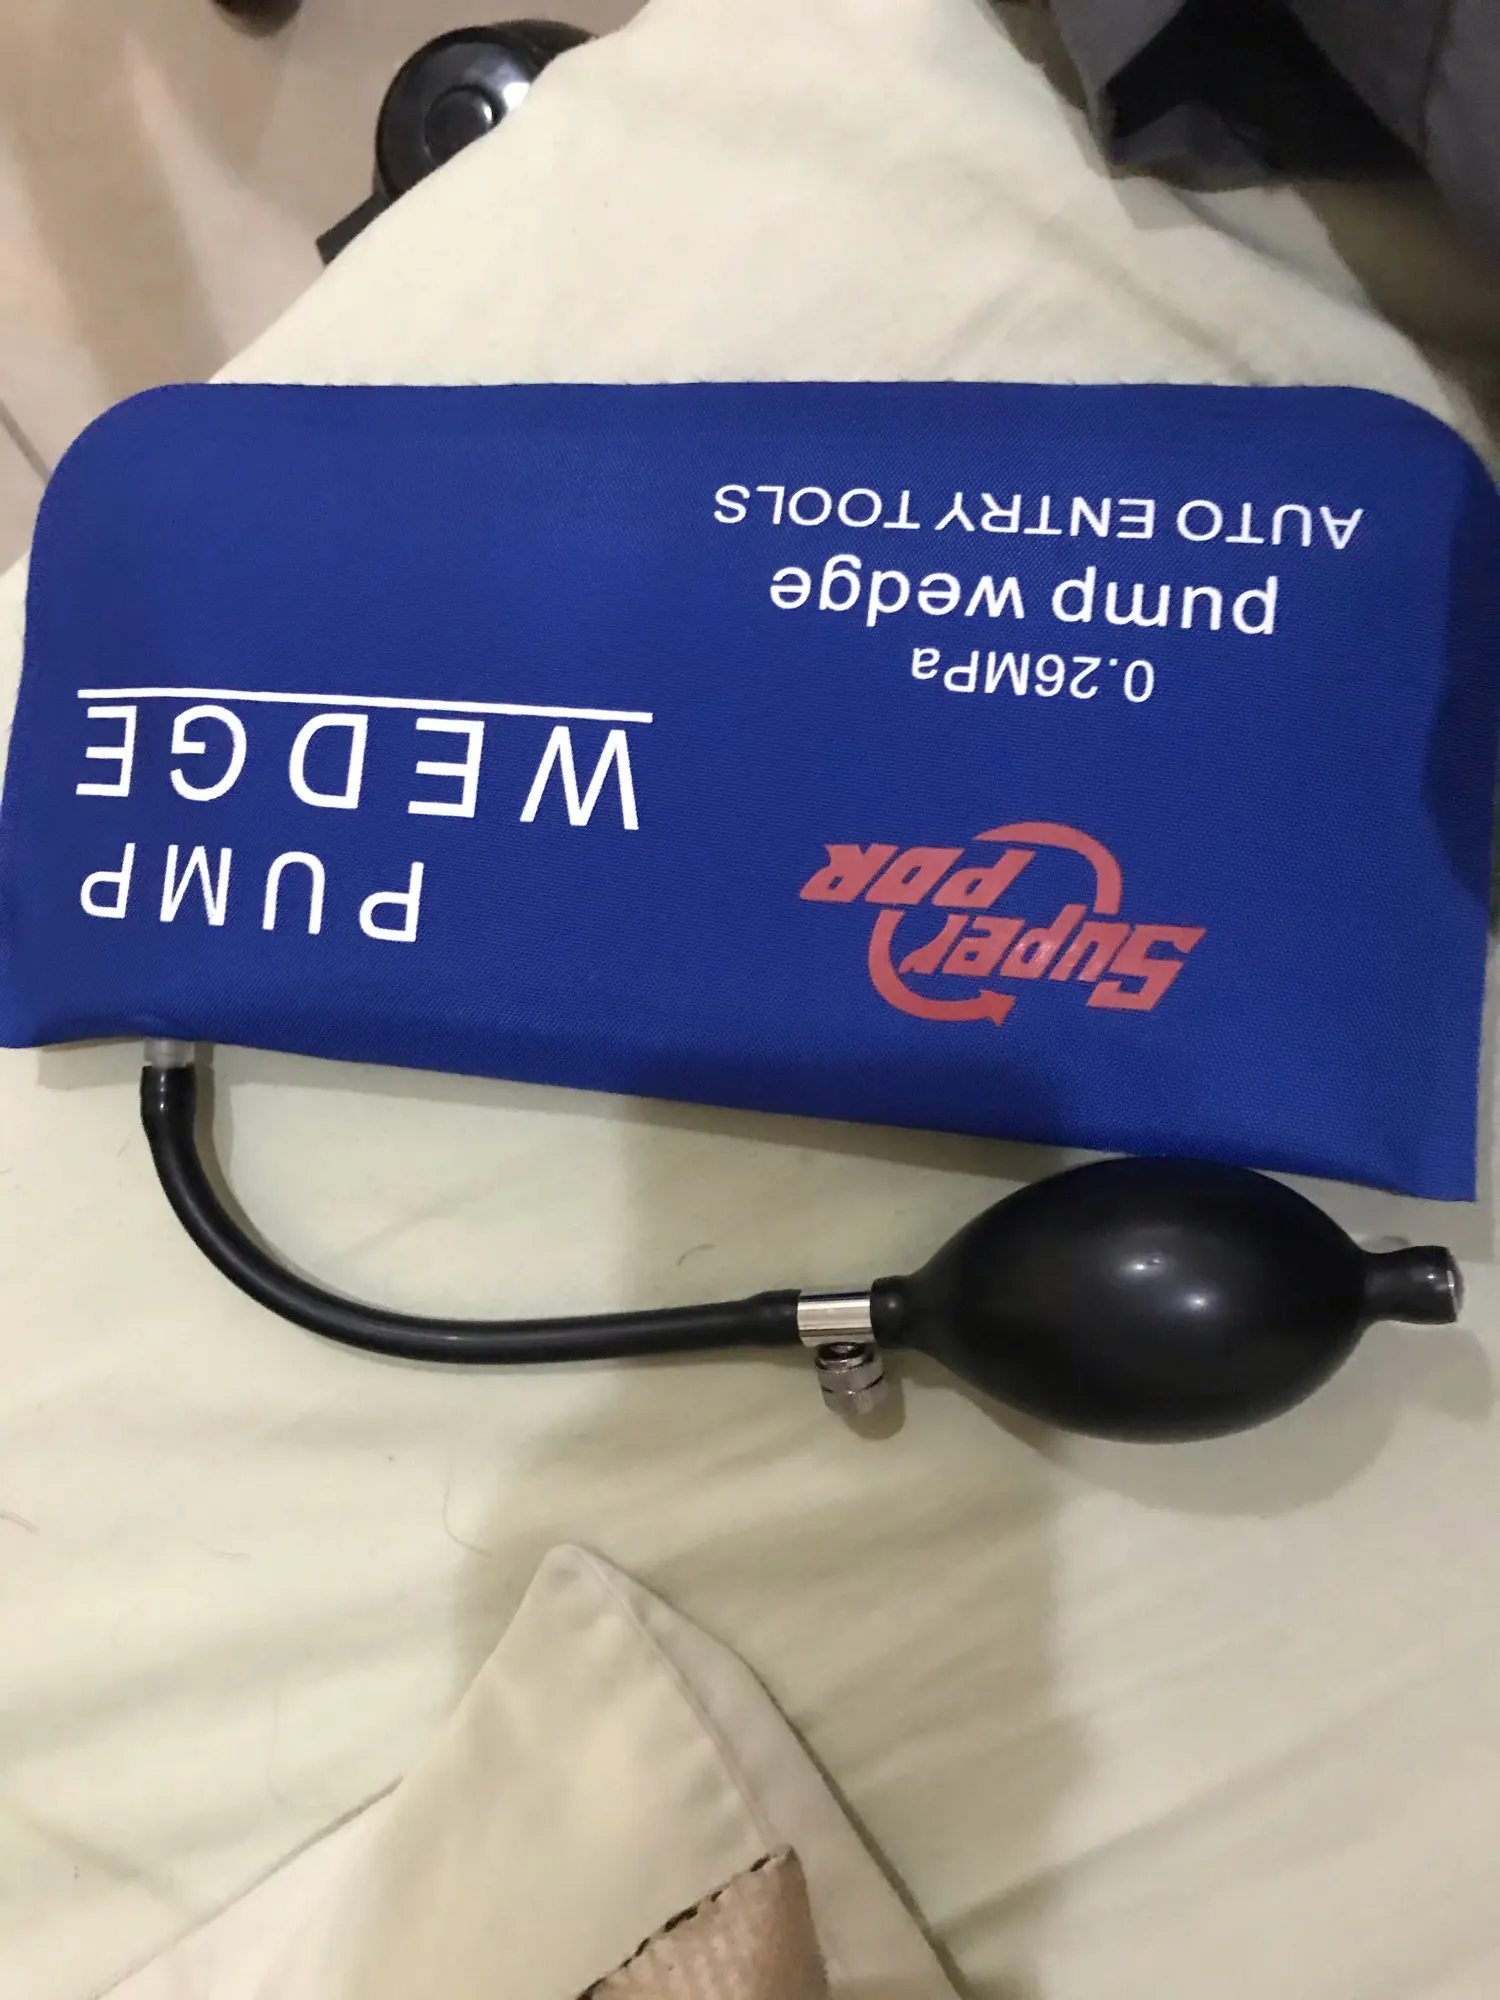 Super
PDR
0.26MPa
pump wedge
AUTO ENTRY TOOLS
PUMP
WEDGE